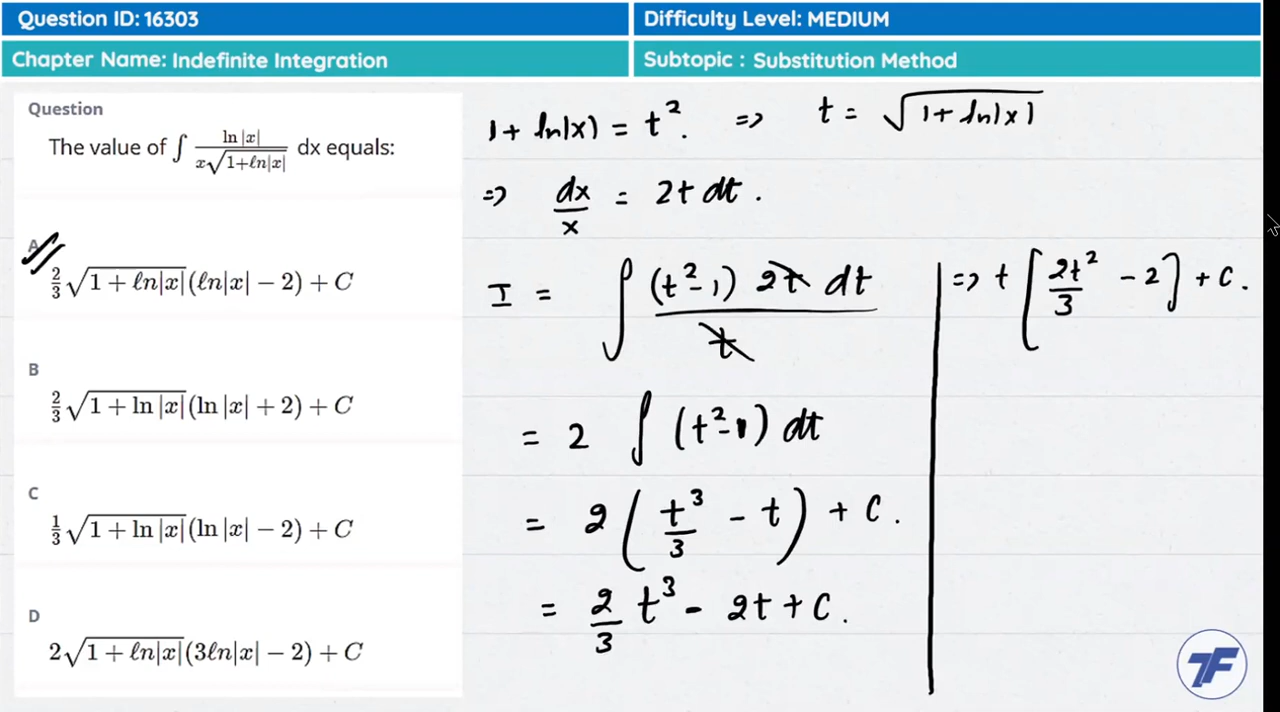 Question ID: 16303
Difficulty Level: MEDIUM
Chapter Name: Indefinite Integration
Subtopic : Substitution Method
Question
The value of ∫ ln|x| / (x√(1+ℓn|x|)) dx equals:
A
2/3 √(1 + ℓn|x|)(ℓn|x| − 2) + C
B
2/3 √(1 + ln |x|)(ln |x| + 2) + C
C
1/3 √(1 + ln |x|)(ln |x| − 2) + C
D
2√(1 + ℓn|x|)(3ℓn|x| − 2) + C
1 + ln|x| = t². ⇒ t = √(1 + ln|x|)
⇒ dx/x = 2t dt.
I = ∫ (t² − 1) 2t dt / t
= 2 ∫ (t² − 1) dt
= 2 ( t³/3 − t ) + C.
= 2/3 t³ − 2t + C.
⇒ t [ 2t²/3 − 2 ] + C.
TF